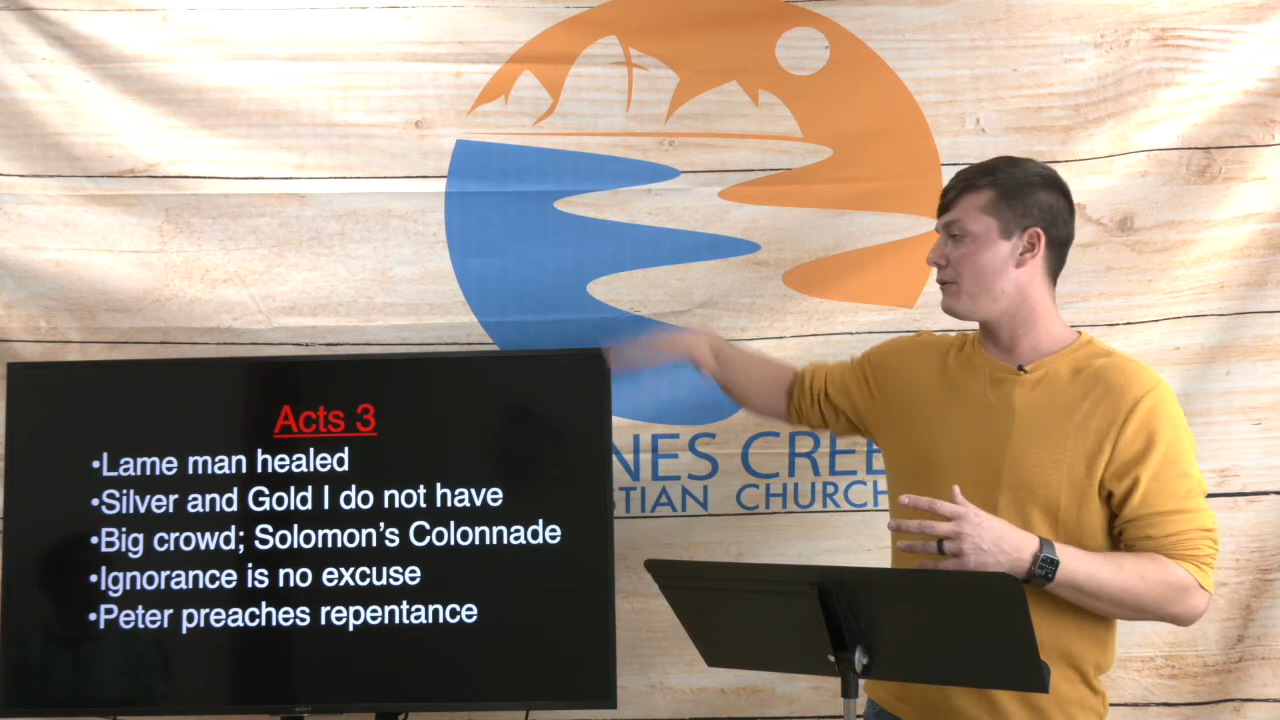 Acts 3
•Lame man healed
•Silver and Gold I do not have
•Big crowd; Solomon's Colonnade
•Ignorance is no excuse
•Peter preaches repentance
NES CREE
STIAN CHURCH
SONY